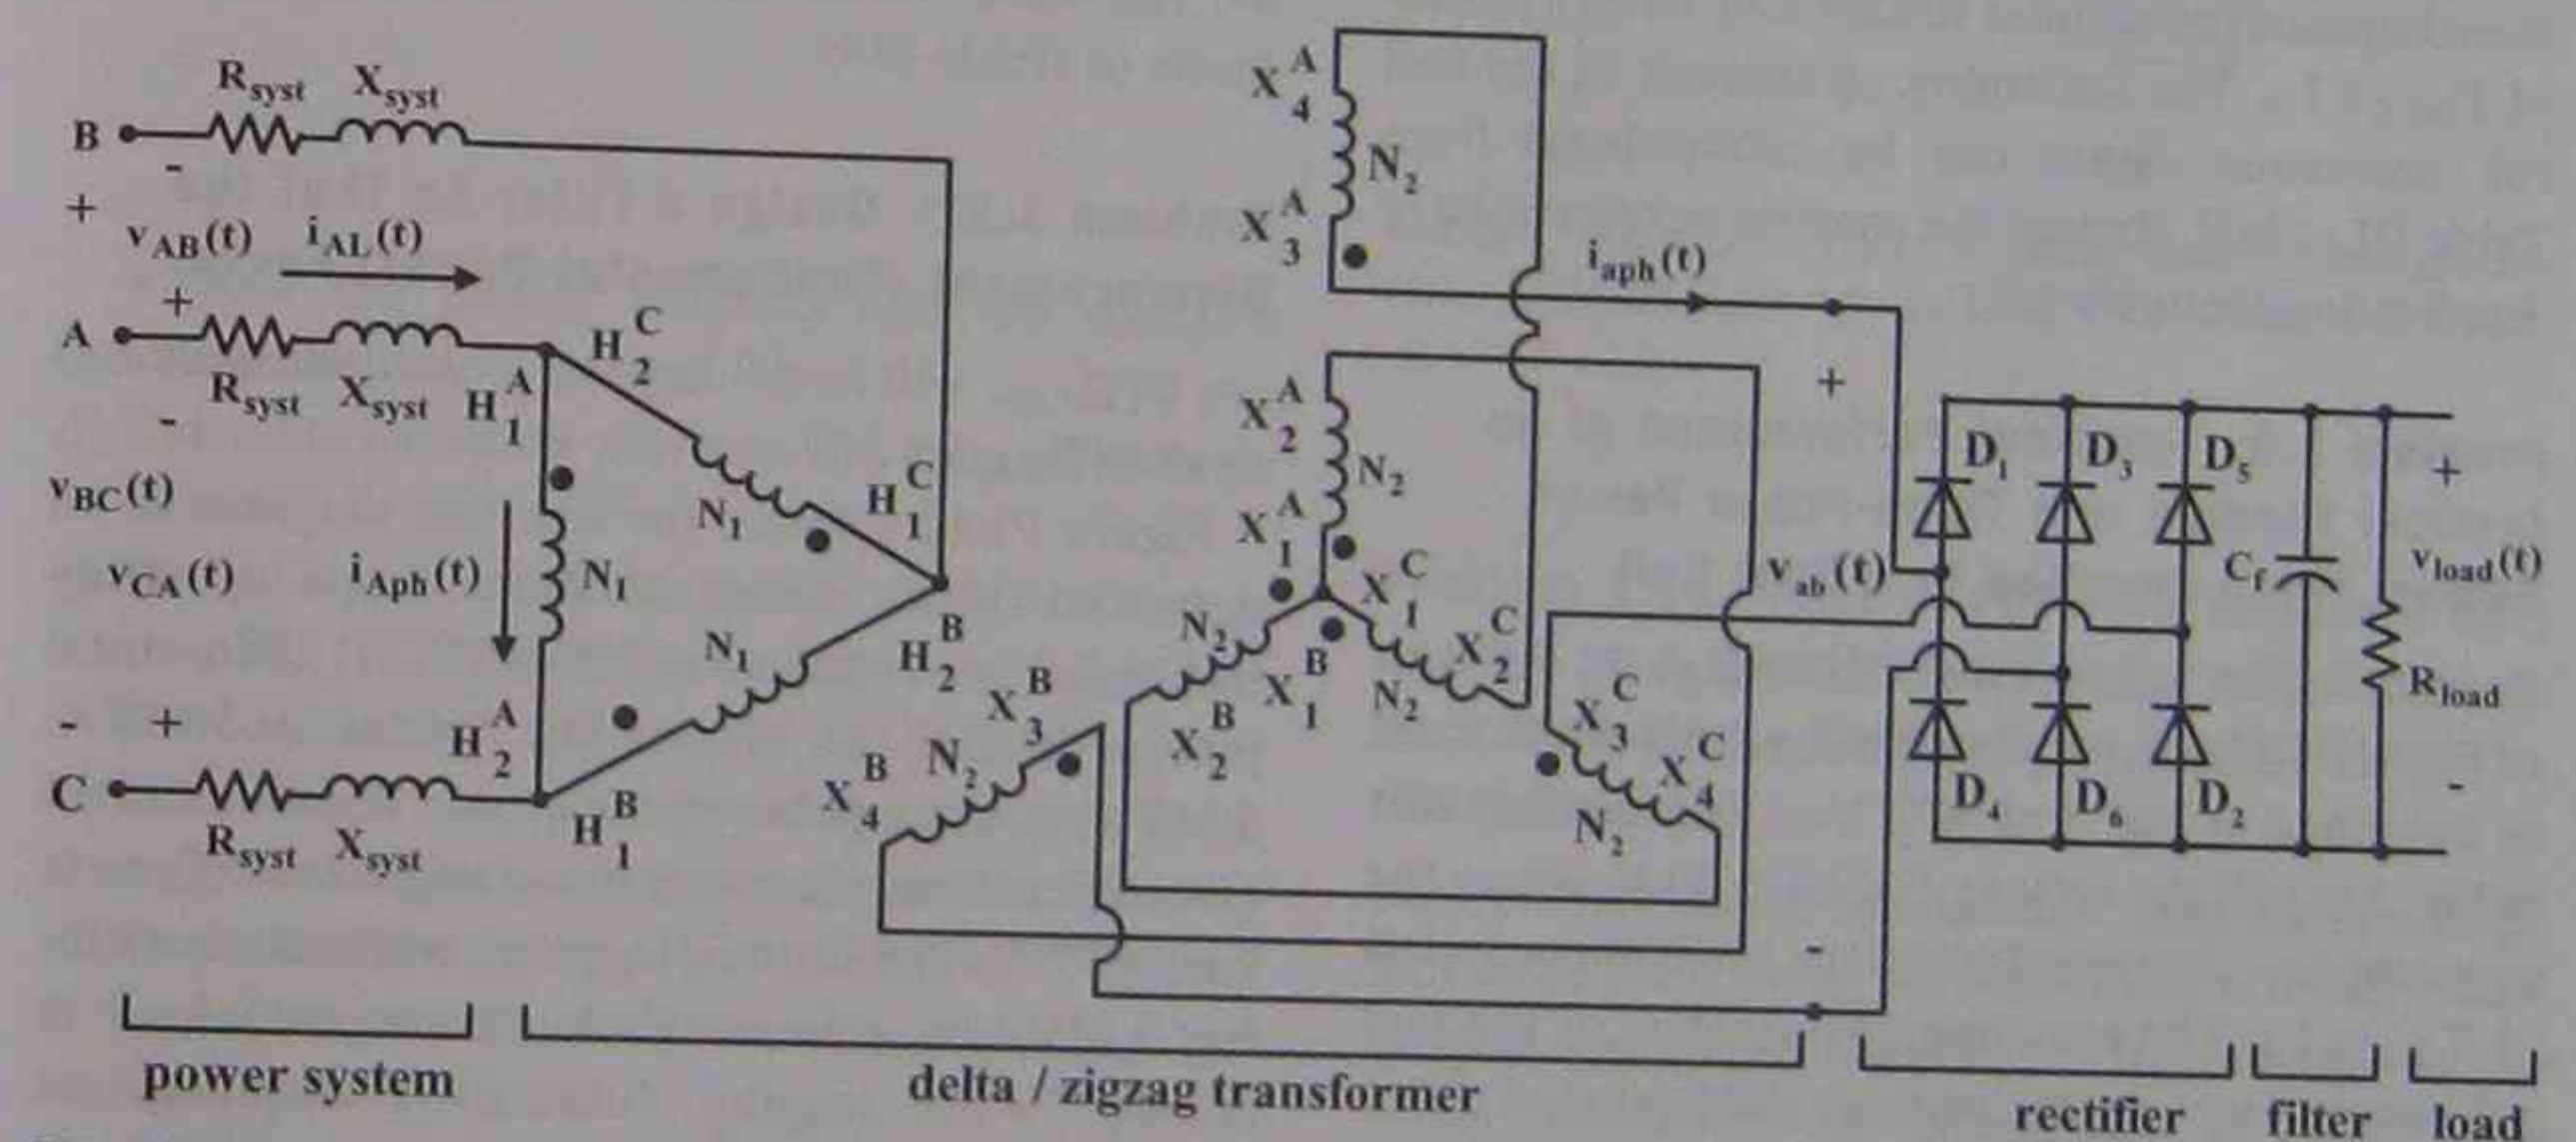 B
R_syst X_syst
-
+
v_AB(t) i_AL(t)
+
A
R_syst X_syst
-
v_BC(t)
v_CA(t)
i_Aph(t)
- +
C
R_syst X_syst
H_1^A
H_2^C
N_1
N_1
H_1^C
N_1
H_2^B
H_2^A
H_1^B
X_4^A
N_2
X_3^A
i_aph(t)
X_2^A
N_2
X_1^A
X_1^C
N_2
X_2^C
N_2
X_1^B
X_2^B
X_3^B
N_2
X_4^B
X_3^C
X_4^C
N_2
+
v_ab(t)
-
D_1 D_3 D_5
D_4 D_6 D_2
C_f
+
v_load(t)
R_load
-
power system
delta / zigzag transformer
rectifier
filter
load